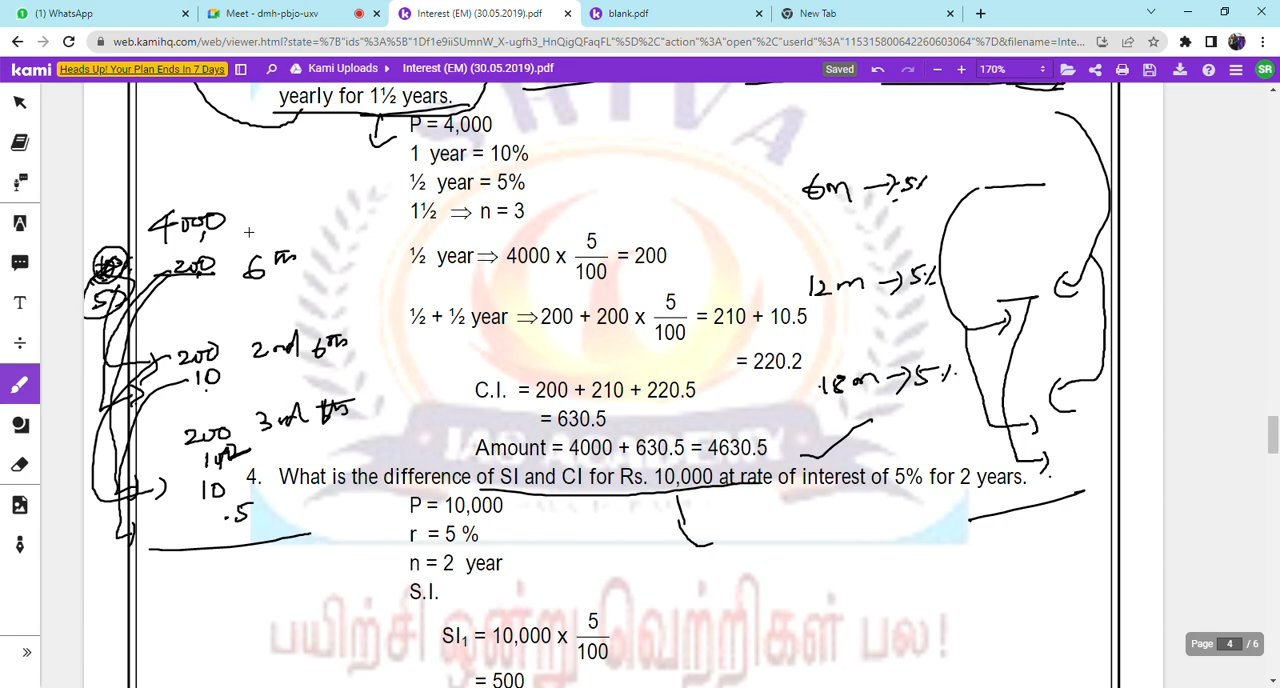 (1) WhatsApp
Meet - dmh-pbjo-uxv
Interest (EM) (30.05.2019).pdf
blank.pdf
New Tab
web.kamihq.com/web/viewer.html?state=%7B"ids"%3A%5B"1Df1e9iiSUmnW_X-ugfh3_HnQigQFaqFL"%5D%2C"action"%3A"open"%2C"userId"%3A"115315800642260603064"%7D&filename=Inte...
kami
Heads Up! Your Plan Ends In 7 Days
Kami Uploads
Interest (EM) (30.05.2019).pdf
Saved
170%
SR
yearly for 1½ years.
P = 4,000
1 year = 10%
½ year = 5%
1½ ⇒ n = 3
½ year ⇒ 4000 x 5/100 = 200
½ + ½ year ⇒ 200 + 200 x 5/100 = 210 + 10.5
= 220.2
C.I. = 200 + 210 + 220.5
= 630.5
Amount = 4000 + 630.5 = 4630.5
4. What is the difference of SI and CI for Rs. 10,000 at rate of interest of 5% for 2 years.
P = 10,000
r = 5 %
n = 2 year
S.I.
SI₁ = 10,000 x 5/100
= 500
4000
200 6m
5%
200 2nd 6m
10
200 3rd
10
10
.5
6m → 5%
12m → 5%
18m → 5%
SHIVA
IAS ACADEMY
பயிற்சி வெற்றிகள் பல!
Page 4 / 6